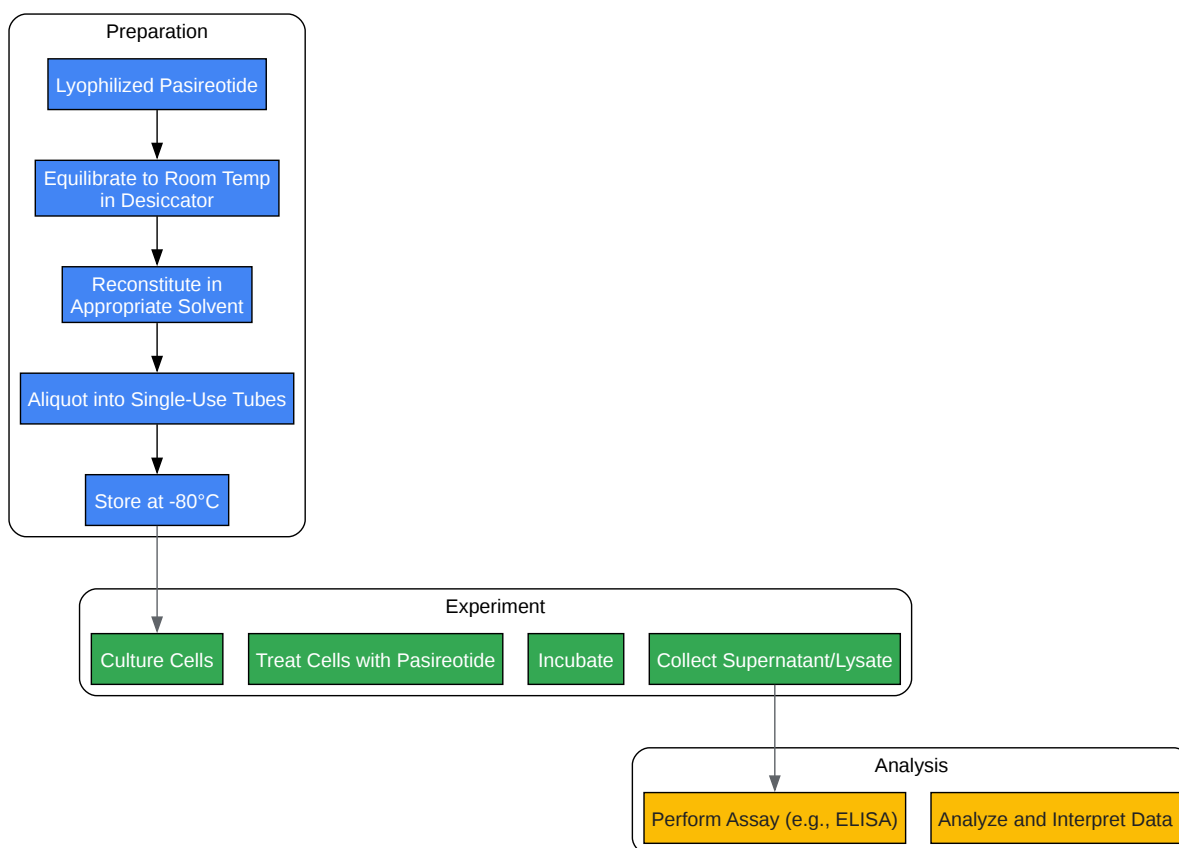 Preparation
Lyophilized Pasireotide
Equilibrate to Room Temp
in Desiccator
Reconstitute in
Appropriate Solvent
Aliquot into Single-Use Tubes
Store at -80°C
Experiment
Culture Cells
Treat Cells with Pasireotide
Incubate
Collect Supernatant/Lysate
Analysis
Perform Assay (e.g., ELISA)
Analyze and Interpret Data